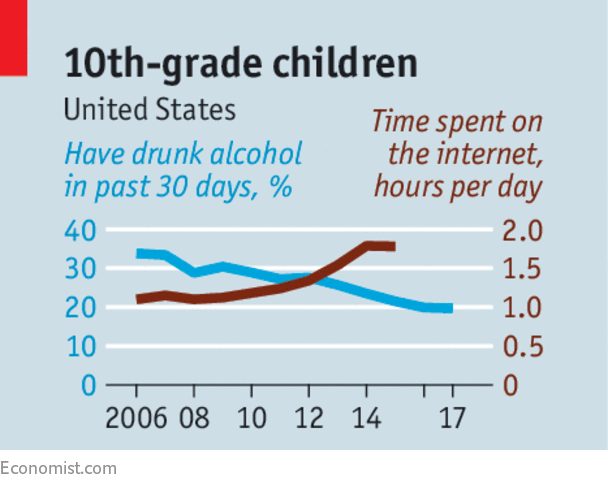 10th-grade children
United States
Have drunk alcohol
in past 30 days, %
Time spent on
the internet,
hours per day
40 2.0
30 1.5
20 1.0
10 0.5
0 0
2006 08 10 12 14 17
Economist.com